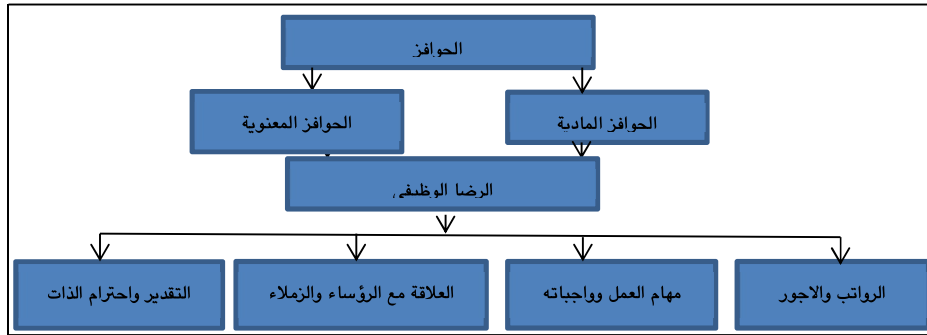 الحوافز
الحوافز المادية
الحوافز المعنوية
الرضا الوظيفي
الرواتب والاجور
مهام العمل وواجباته
العلاقة مع الرؤساء والزملاء
التقدير واحترام الذات